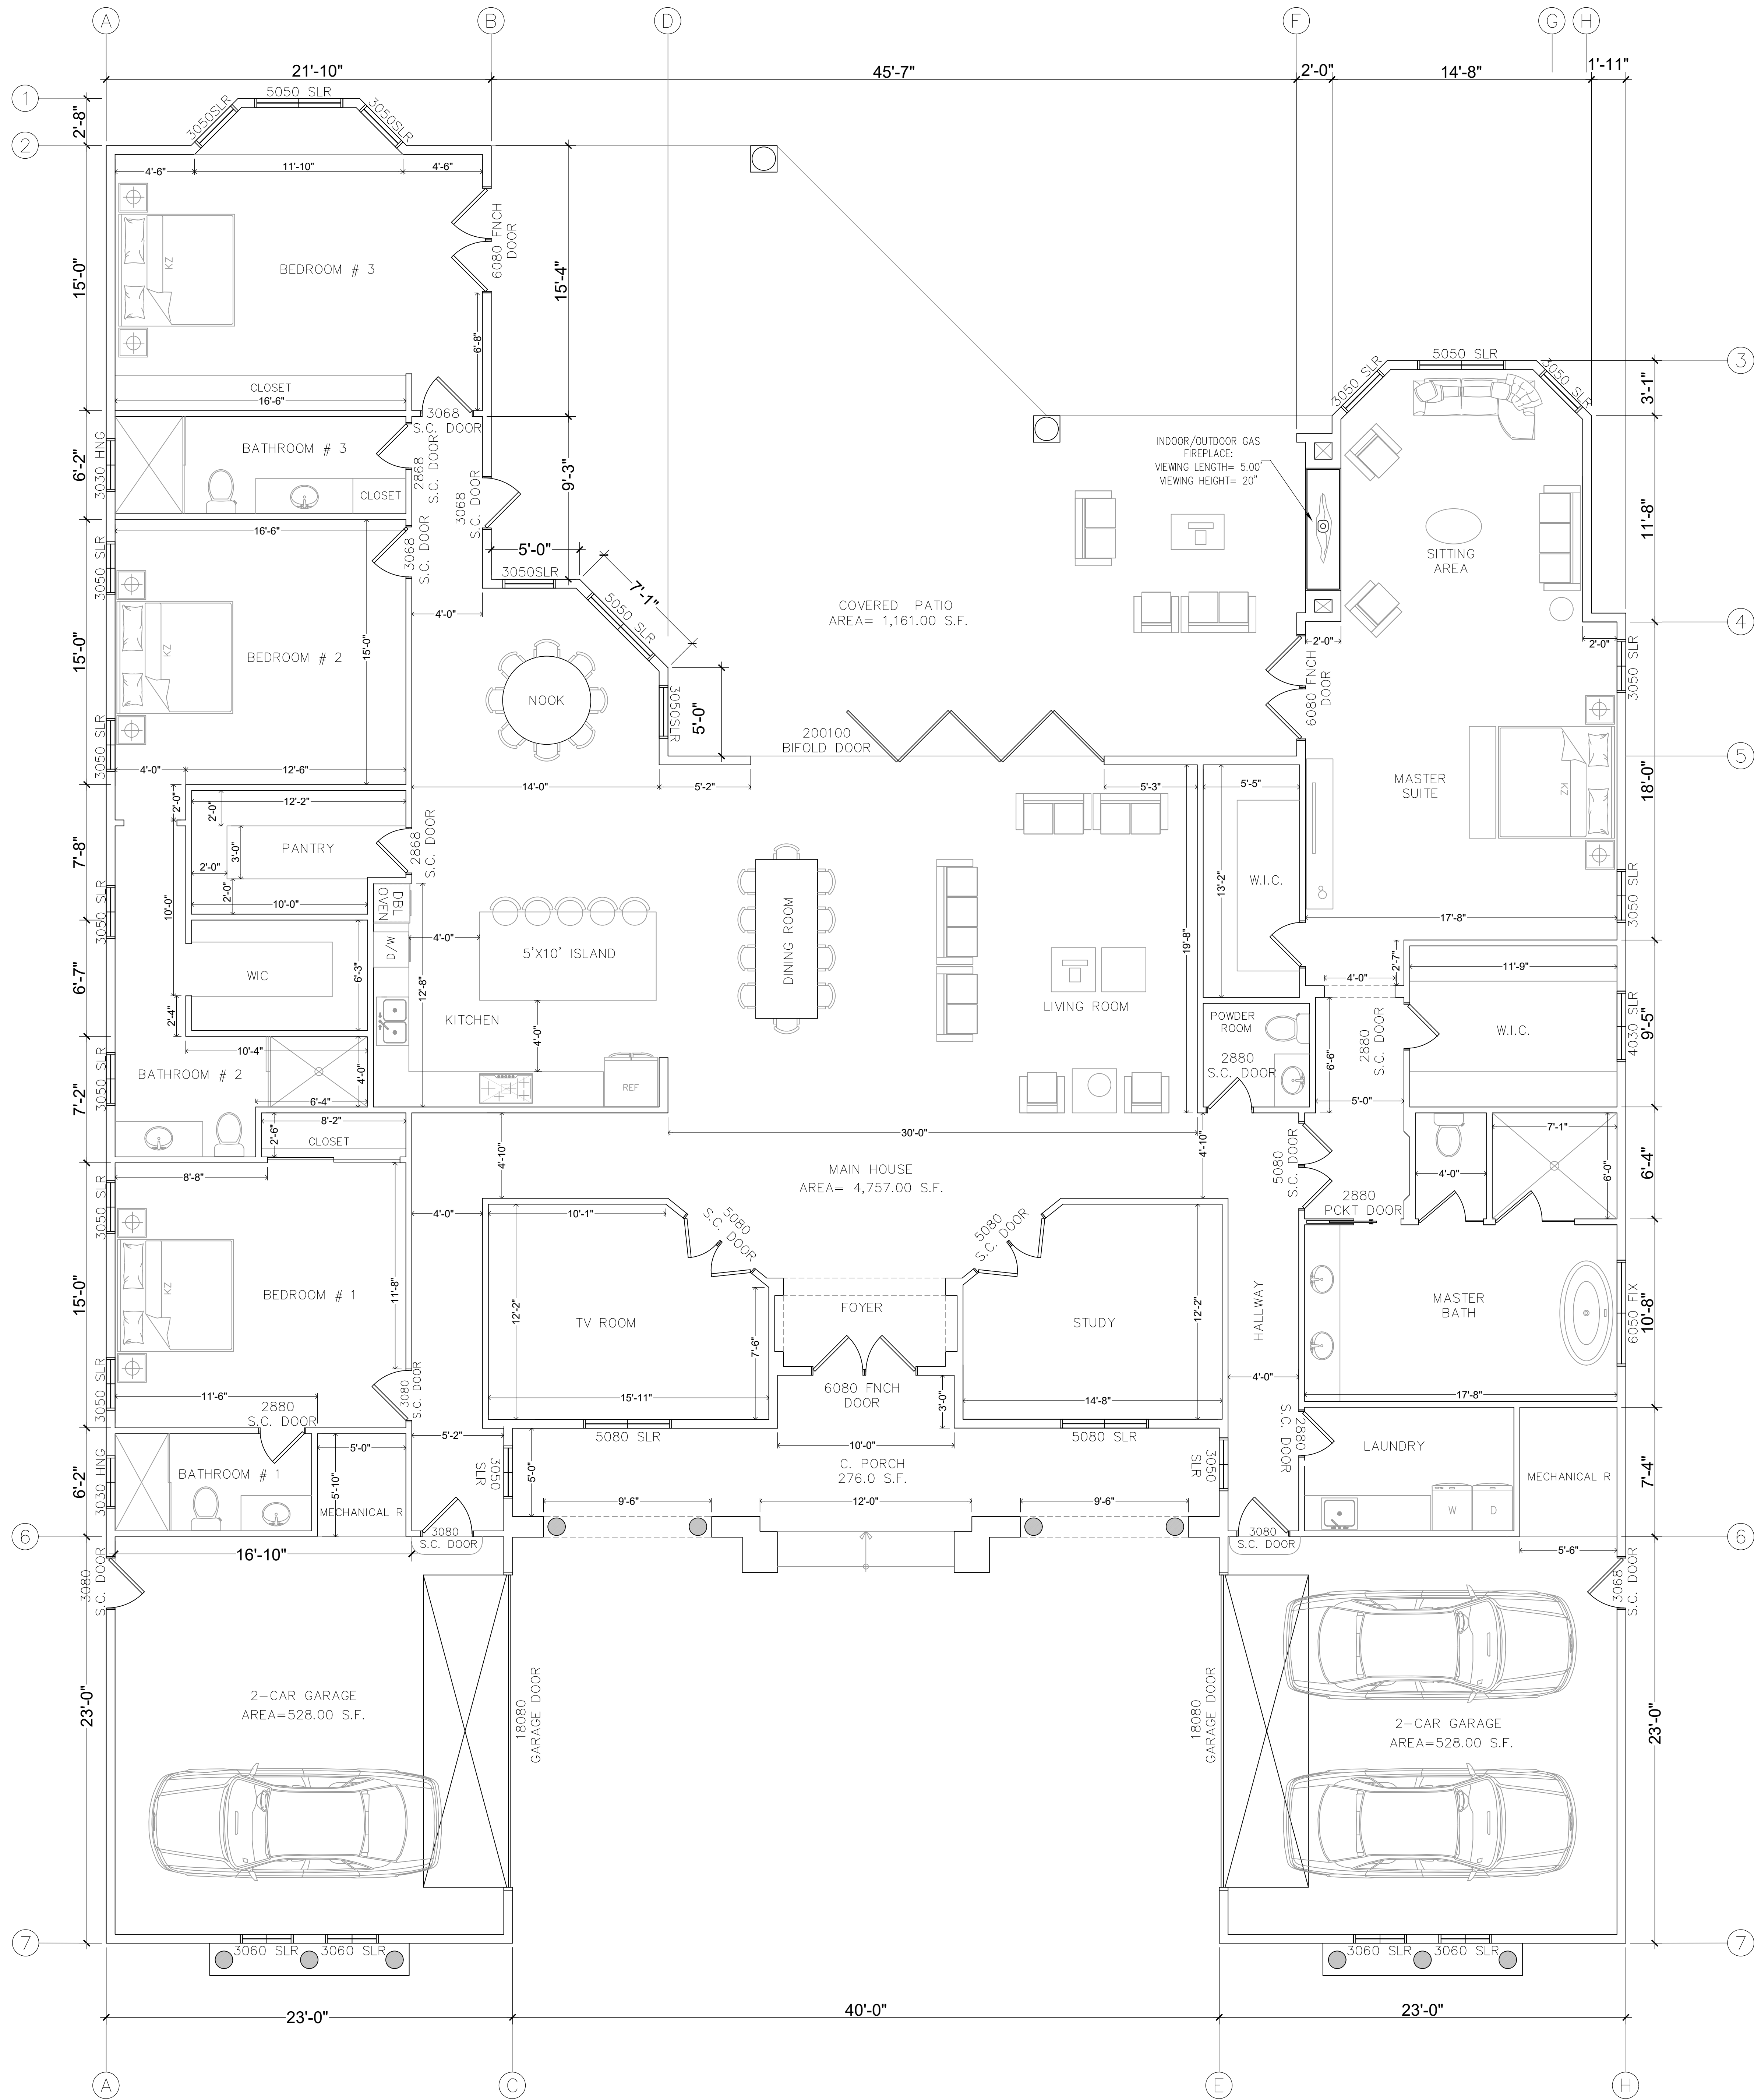 A
B
D
F
G
H
21'-10"
45'-7"
2'-0"
14'-8"
1'-11"
1
2
2'-8"
5050 SLR
3050SLR
3050SLR
4'-6"
11'-10"
4'-6"
15'-0"
KZ
BEDROOM # 3
6080 FNCH
DOOR
15'-4"
6'-8"
CLOSET
16'-6"
3068
S.C. DOOR
3
5050 SLR
3050 SLR
3050 SLR
3'-1"
6'-2"
3030 HNG
BATHROOM # 3
CLOSET
2868
S.C. DOOR
3068
S.C. DOOR
9'-3"
INDOOR/OUTDOOR GAS
FIREPLACE:
VIEWING LENGTH= 5.00'
VIEWING HEIGHT= 20"
SITTING
AREA
11'-8"
16'-6"
3068
S.C. DOOR
5'-0"
3050SLR
7'-1"
5050 SLR
4'-0"
15'-0"
3050 SLR
KZ
BEDROOM # 2
15'-0"
3050 SLR
COVERED PATIO
AREA= 1,161.00 S.F.
4
2'-0"
2'-0"
3050 SLR
6080 FNCH
DOOR
NOOK
3050SLR
5'-0"
200100
BIFOLD DOOR
5
4'-0"
12'-6"
14'-0"
5'-2"
5'-3"
5'-5"
MASTER
SUITE
KZ
18'-0"
2'-0"
12'-2"
2'-0"
7'-8"
PANTRY
3'-0"
2'-0"
2'-0"
10'-0"
10'-0"
2868
S.C. DOOR
3050 SLR
DBL
OVEN
D/W
4'-0"
5'X10' ISLAND
DINING ROOM
13'-2"
W.I.C.
17'-8"
3050 SLR
19'-8"
6'-7"
WIC
6'-3"
12'-8"
2'-4"
KITCHEN
4'-0"
LIVING ROOM
2'-7"
4'-0"
11'-9"
W.I.C.
4030 SLR
9'-5"
POWDER
ROOM
2880
S.C. DOOR
6'-6"
2880
S.C. DOOR
5'-0"
10'-4"
BATHROOM # 2
4'-0"
6'-4"
REF
7'-2"
3050 SLR
8'-2"
2'-6"
CLOSET
4'-10"
30'-0"
4'-10"
MAIN HOUSE
AREA= 4,757.00 S.F.
5080
S.C. DOOR
4'-0"
7'-1"
6'-0"
6'-4"
2880
PCKT DOOR
8'-8"
3050 SLR
4'-0"
10'-1"
5080
S.C. DOOR
5080
S.C. DOOR
15'-0"
KZ
BEDROOM # 1
11'-8"
12'-2"
TV ROOM
7'-6"
FOYER
STUDY
12'-2"
HALLWAY
MASTER
BATH
6050 FIX
10'-8"
3050 SLR
3080
S.C. DOOR
11'-6"
2880
S.C. DOOR
15'-11"
6080 FNCH
DOOR
3'-0"
14'-8"
4'-0"
17'-8"
2880
S.C. DOOR
5'-2"
5080 SLR
10'-0"
5080 SLR
6'-2"
3030 HNG
BATHROOM # 1
5'-0"
5'-10"
MECHANICAL R
3050
SLR
5'-0"
C. PORCH
276.0 S.F.
3050
SLR
LAUNDRY
W
D
MECHANICAL R
7'-4"
9'-6"
12'-0"
9'-6"
6
3080
S.C. DOOR
3080
S.C. DOOR
6
16'-10"
5'-6"
3080
S.C. DOOR
3068
S.C. DOOR
23'-0"
2-CAR GARAGE
AREA=528.00 S.F.
18080
GARAGE DOOR
18080
GARAGE DOOR
2-CAR GARAGE
AREA=528.00 S.F.
23'-0"
7
3060 SLR
3060 SLR
3060 SLR
3060 SLR
7
23'-0"
40'-0"
23'-0"
A
C
E
H